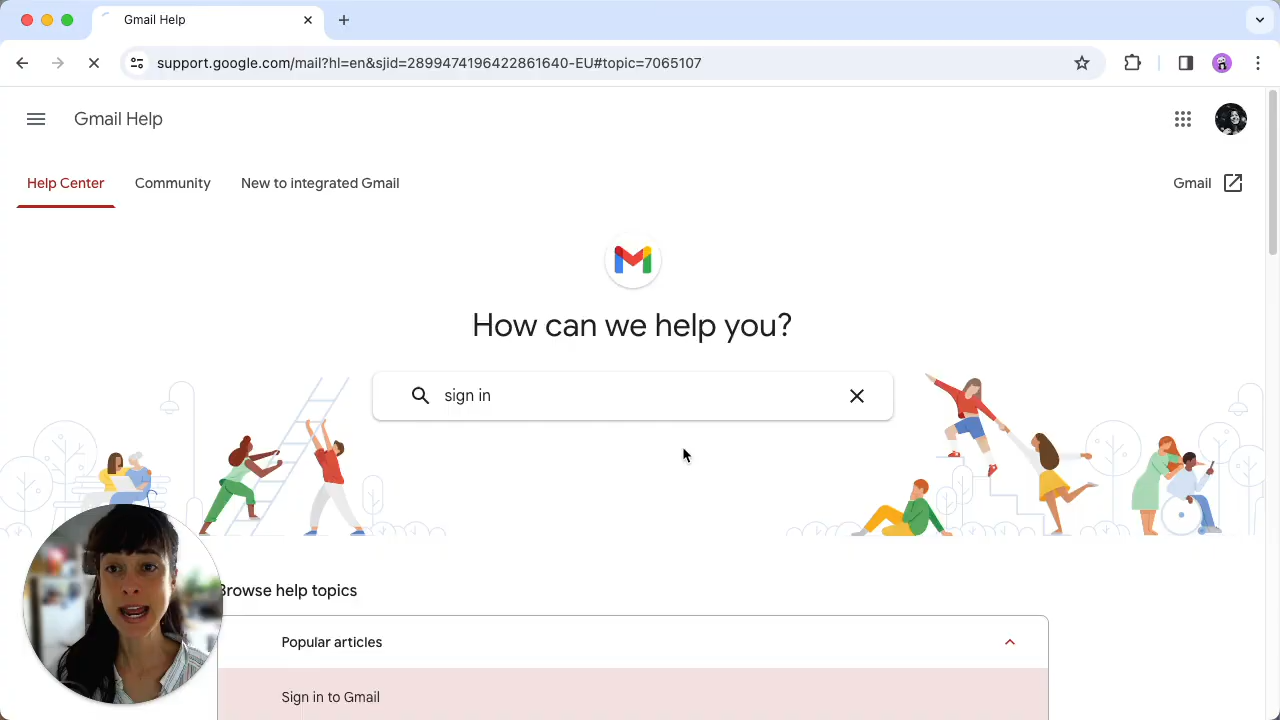 Gmail Help
support.google.com/mail?hl=en&sjid=2899474196422861640-EU#topic=7065107
Gmail Help
Help Center Community New to integrated Gmail Gmail
How can we help you?
sign in
Browse help topics
Popular articles
Sign in to Gmail